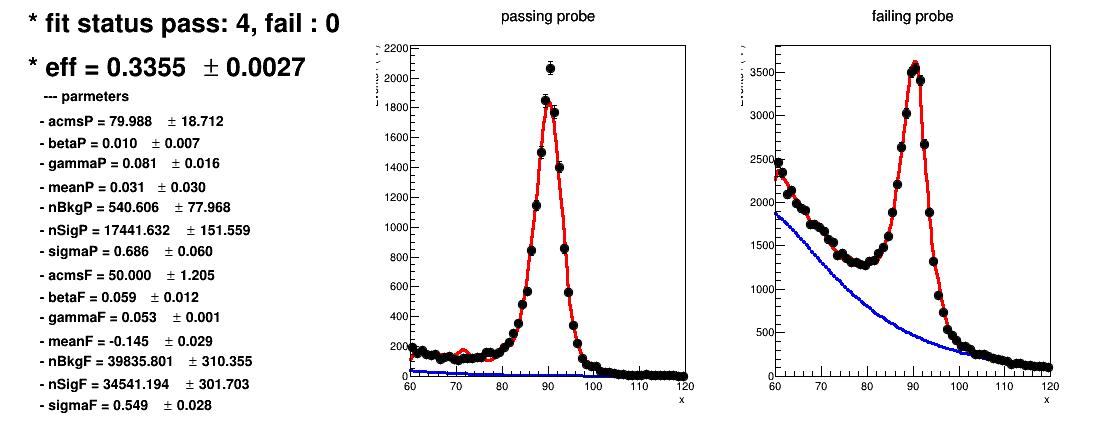 * fit status pass: 4, fail : 0
* eff = 0.3355 ± 0.0027
--- parmeters
- acmsP = 79.988 ± 18.712
- betaP = 0.010 ± 0.007
- gammaP = 0.081 ± 0.016
- meanP = 0.031 ± 0.030
- nBkgP = 540.606 ± 77.968
- nSigP = 17441.632 ± 151.559
- sigmaP = 0.686 ± 0.060
- acmsF = 50.000 ± 1.205
- betaF = 0.059 ± 0.012
- gammaF = 0.053 ± 0.001
- meanF = -0.145 ± 0.029
- nBkgF = 39835.801 ± 310.355
- nSigF = 34541.194 ± 301.703
- sigmaF = 0.549 ± 0.028
passing probe
2200
2000
1800
1600
1400
1200
1000
800
600
400
200
0
60 70 80 90 100 110 120
x
failing probe
3500
3000
2500
2000
1500
1000
500
0
60 70 80 90 100 110 120
x